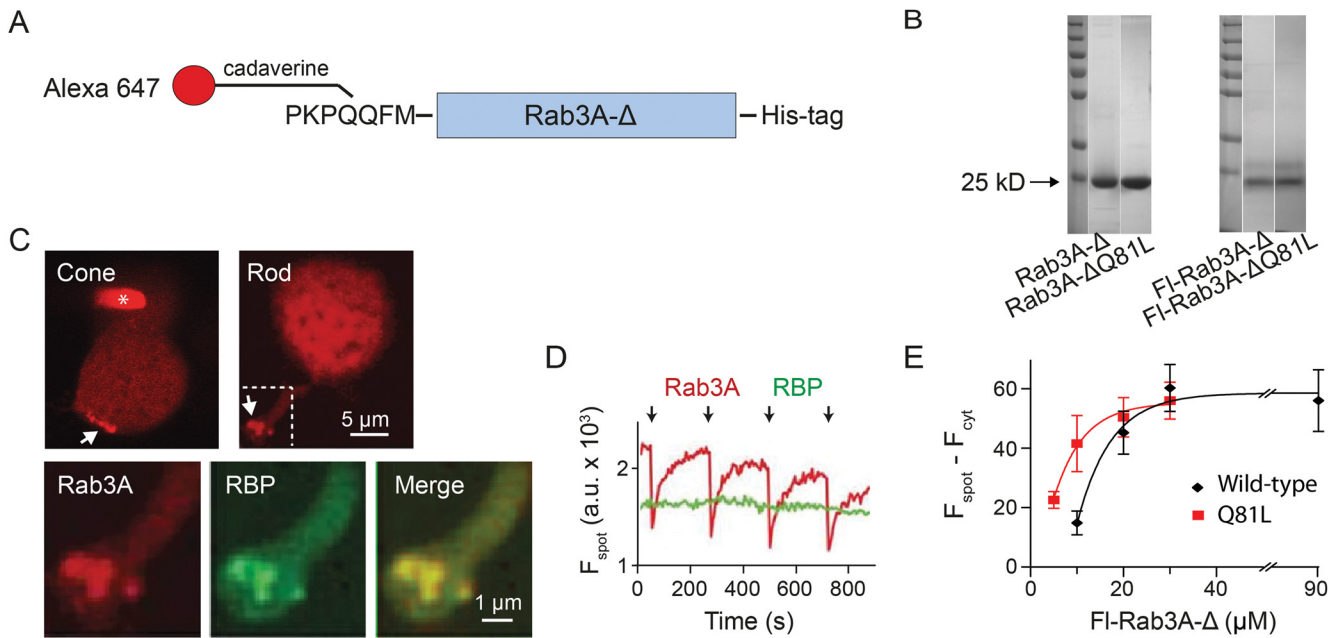 A
Alexa 647
cadaverine
PKPQQFM
Rab3A-Δ
His-tag
B
25 kD
Rab3A-Δ
Rab3A-ΔQ81L
Fl-Rab3A-Δ
Fl-Rab3A-ΔQ81L
C
Cone
*
Rod
5 µm
Rab3A
RBP
Merge
1 µm
D
Rab3A
RBP
F_spot (a.u. x 10³)
2
1
0
200
400
600
800
Time (s)
E
F_spot - F_cyt
60
40
20
0
Wild-type
Q81L
0
20
40
90
Fl-Rab3A-Δ (µM)